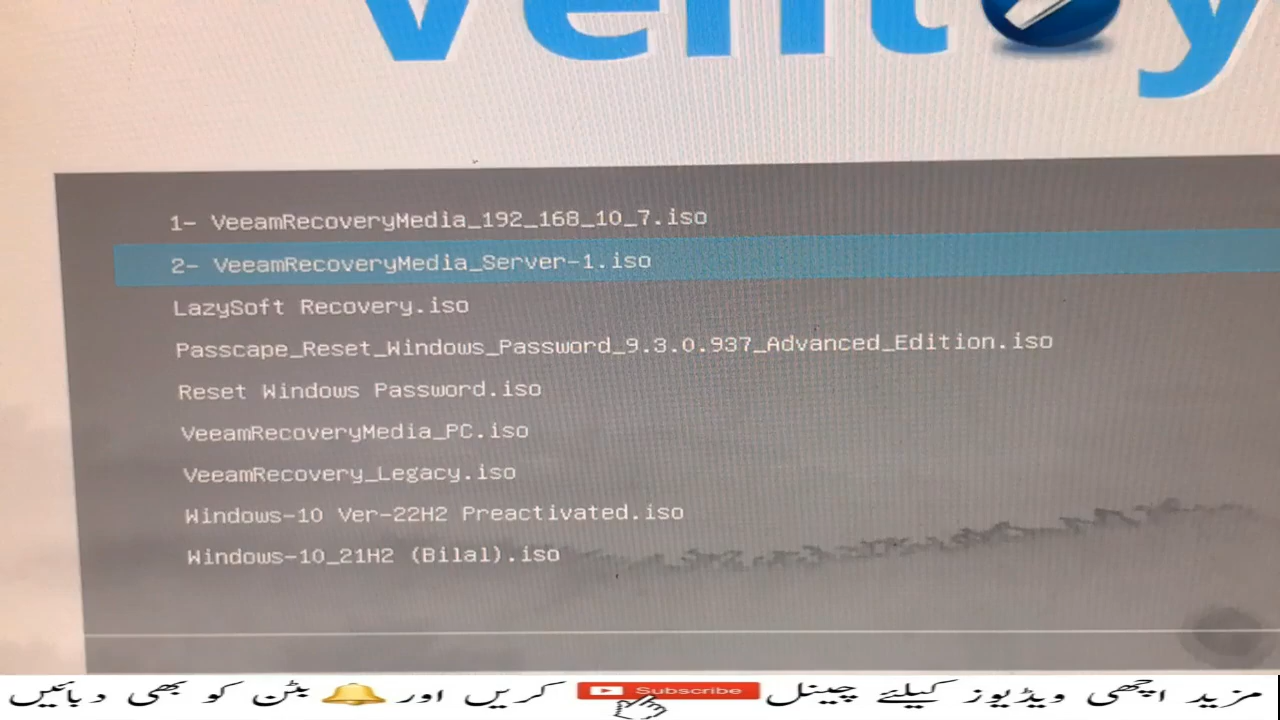 Ventoy
1- VeeamRecoveryMedia_192_168_10_7.iso
2- VeeamRecoveryMedia_Server-1.iso
LazySoft Recovery.iso
Passcape_Reset_Windows_Password_9.3.0.937_Advanced_Edition.iso
Reset Windows Password.iso
VeeamRecoveryMedia_PC.iso
VeeamRecovery_Legacy.iso
Windows-10 Ver-22H2 Preactivated.iso
Windows-10_21H2 (Bilal).iso
مزید اچھی ویڈیوز کیلئے چینل Subscribe کریں اور بٹن کو بھی دبائیں